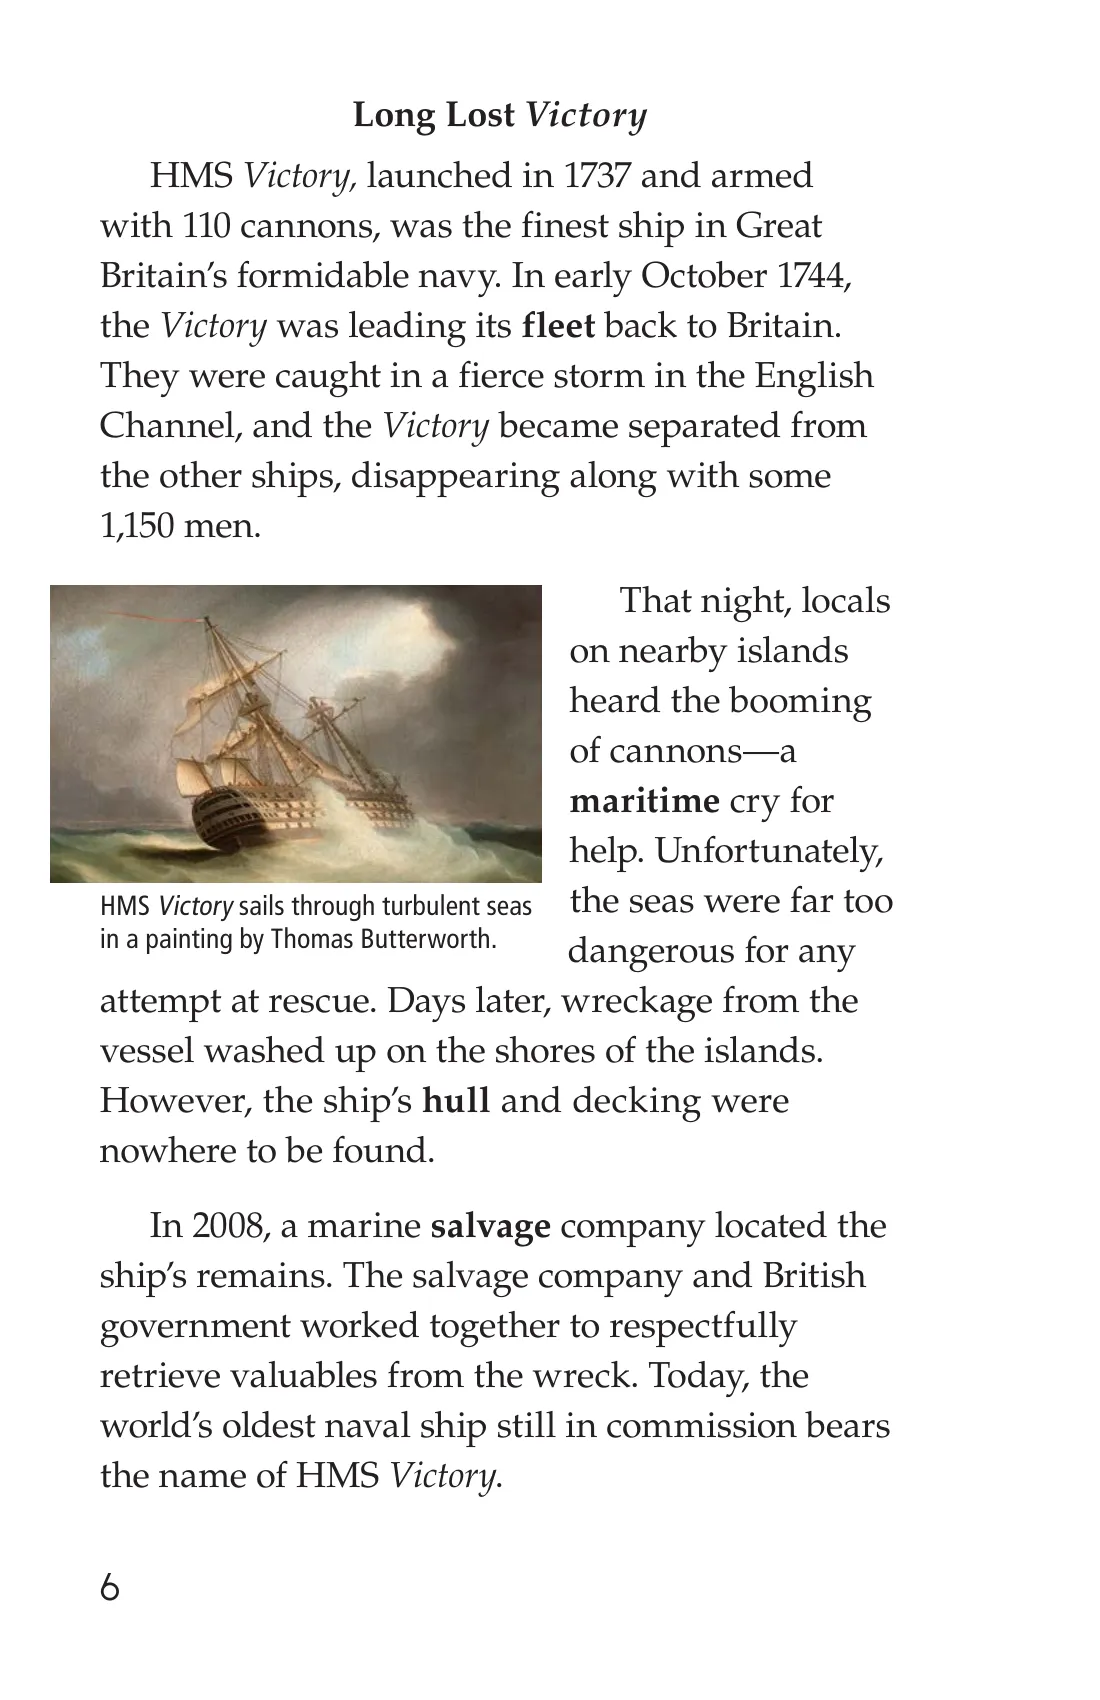 Long Lost Victory
HMS Victory, launched in 1737 and armed
with 110 cannons, was the finest ship in Great
Britain’s formidable navy. In early October 1744,
the Victory was leading its fleet back to Britain.
They were caught in a fierce storm in the English
Channel, and the Victory became separated from
the other ships, disappearing along with some
1,150 men.
That night, locals
on nearby islands
heard the booming
of cannons—a
maritime cry for
help. Unfortunately,
the seas were far too
dangerous for any
attempt at rescue. Days later, wreckage from the
vessel washed up on the shores of the islands.
However, the ship’s hull and decking were
nowhere to be found.
HMS Victory sails through turbulent seas
in a painting by Thomas Butterworth.
In 2008, a marine salvage company located the
ship’s remains. The salvage company and British
government worked together to respectfully
retrieve valuables from the wreck. Today, the
world’s oldest naval ship still in commission bears
the name of HMS Victory.
6